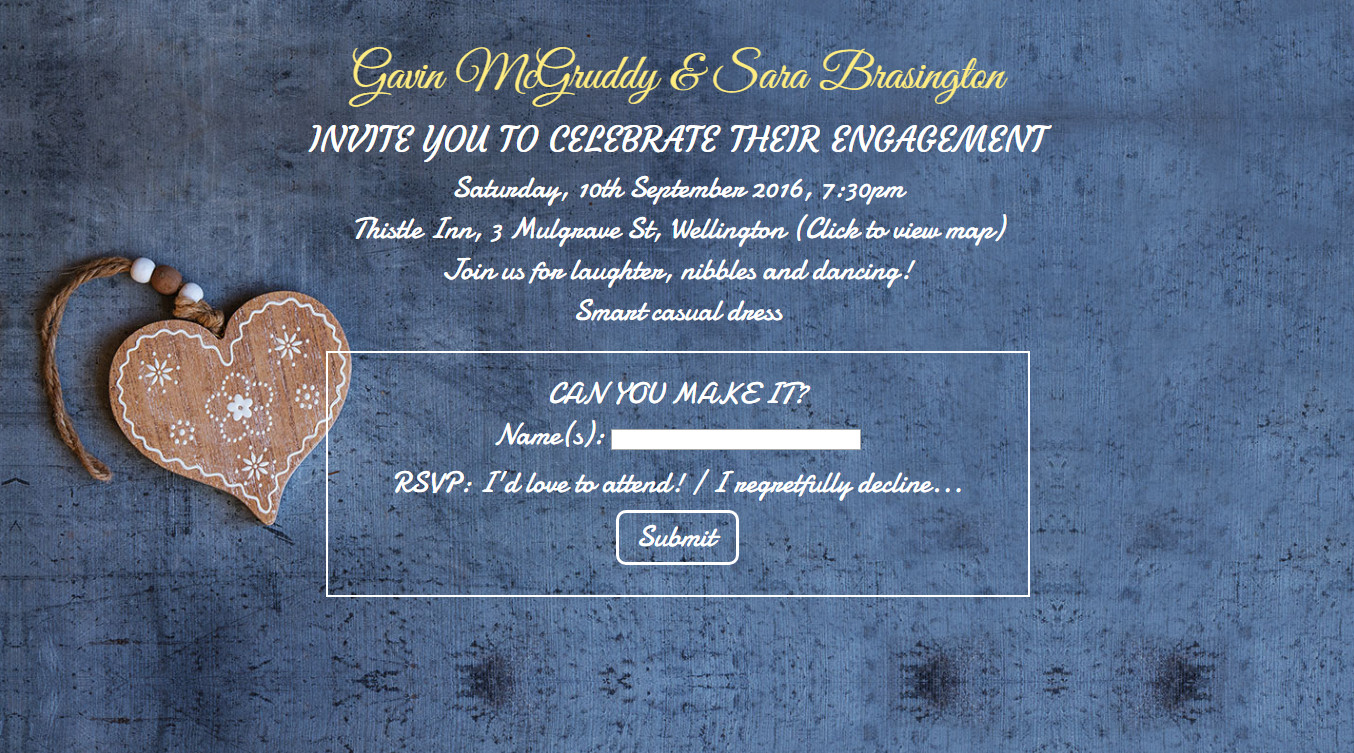 Gavin McGruddy & Sara Brasington
INVITE YOU TO CELEBRATE THEIR ENGAGEMENT
Saturday, 10th September 2016, 7:30pm
Thistle Inn, 3 Mulgrave St, Wellington (Click to view map)
Join us for laughter, nibbles and dancing!
Smart casual dress
CAN YOU MAKE IT?
Name(s):
RSVP: I'd love to attend! / I regretfully decline...
Submit